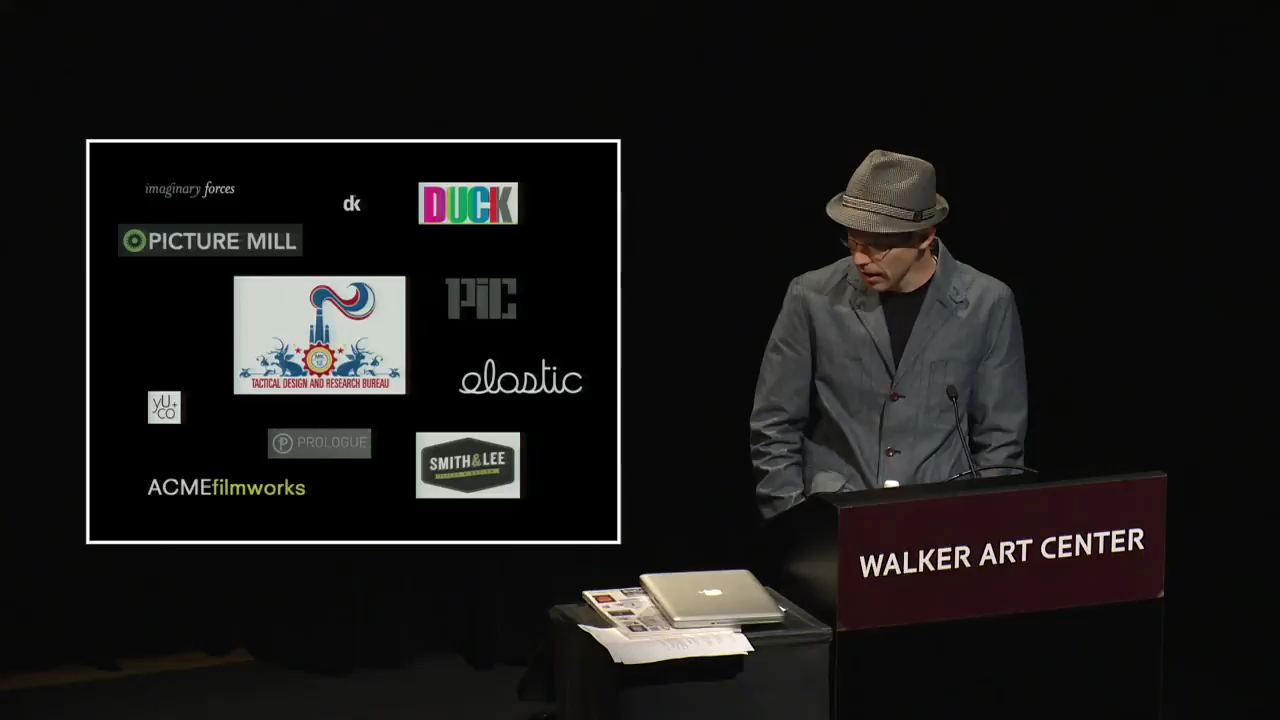 imaginary forces
dk
DUCK
PICTURE MILL
PIC
TACTICAL DESIGN AND RESEARCH BUREAU
elastic
yU+
CO
P PROLOGUE
SMITH&LEE
ACMEfilmworks
WALKER ART CENTER